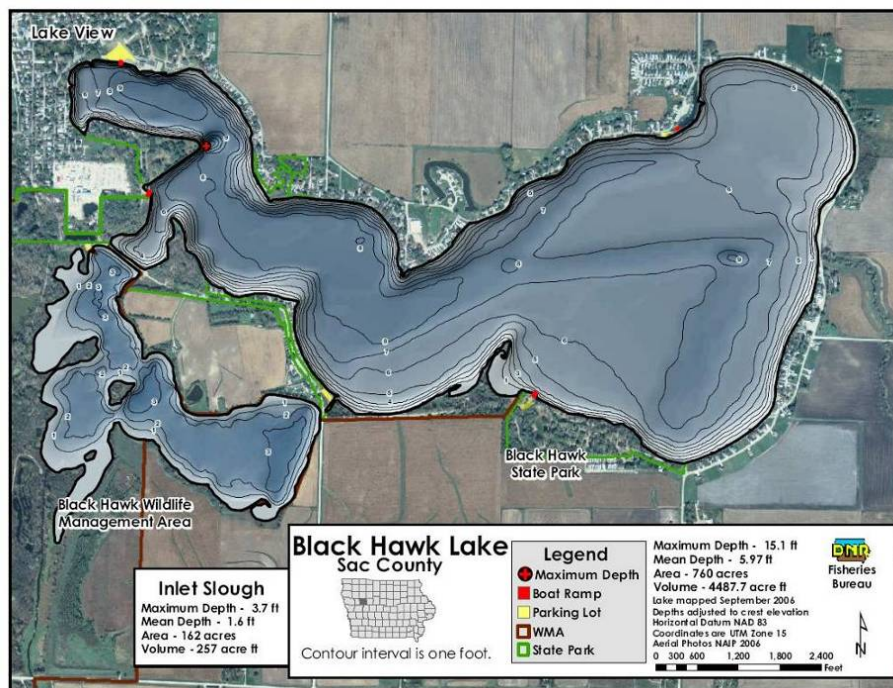 Lake View
Black Hawk
State Park
Black Hawk Wildlife
Management Area
Inlet Slough
Maximum Depth - 3.7 ft
Mean Depth - 1.6 ft
Area - 162 acres
Volume - 257 acre ft
Black Hawk Lake
Sac County
Contour interval is one foot.
Legend
Maximum Depth
Boat Ramp
Parking Lot
WMA
State Park
Maximum Depth - 15.1 ft
Mean Depth - 5.97 ft
Area - 760 acres
Volume - 4487.7 acre ft
Lake mapped September 2006
Depths adjusted to crest elevation
Horizontal Datum NAD 83
Coordinates are UTM Zone 15
Aerial Photos NAIP 2006
0 300 600 1,200 1,800 2,400
Feet
DNR
Fisheries
Bureau
N